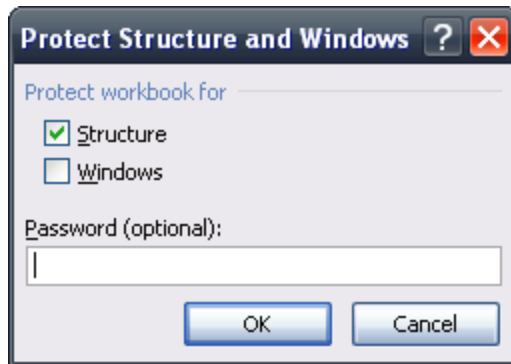 Protect Structure and Windows ?
Protect workbook for
Structure
Windows
Password (optional):
OK Cancel